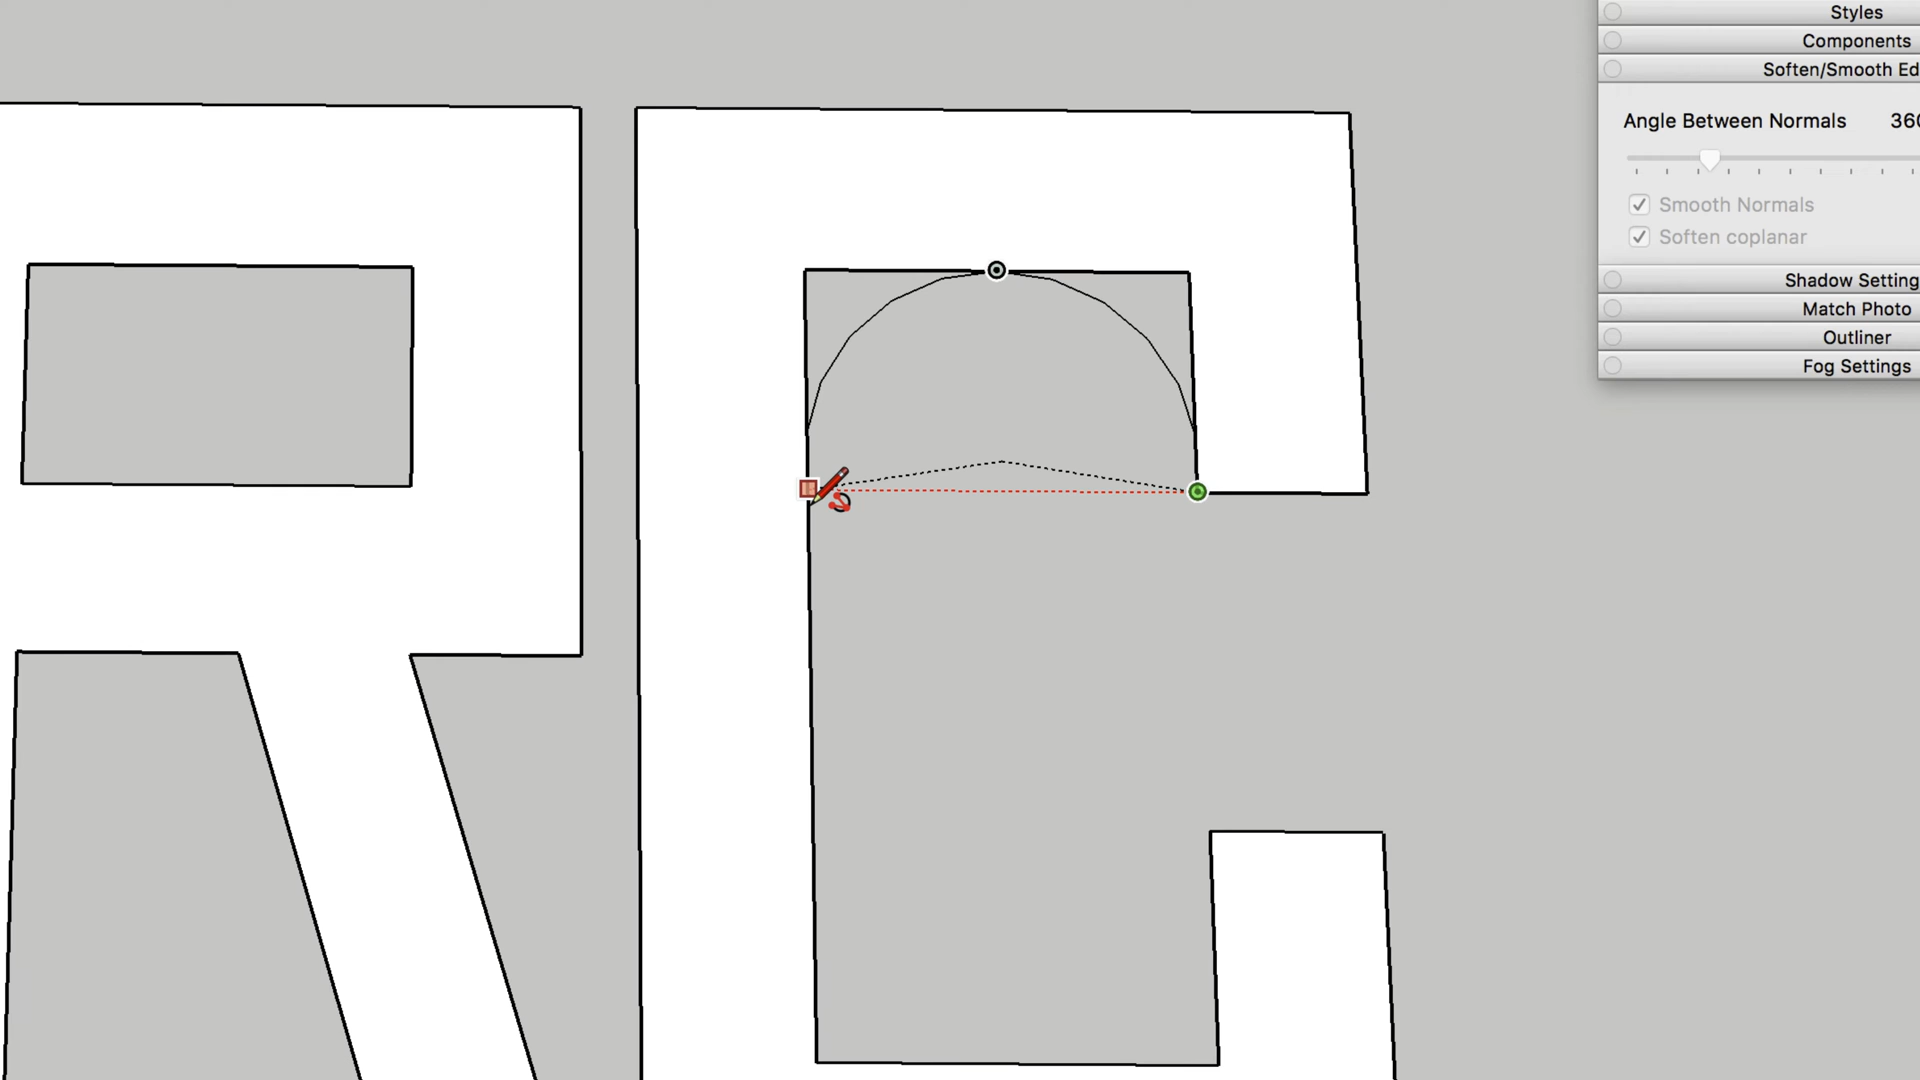 Styles
Components
Soften/Smooth Ed
Angle Between Normals 360
Smooth Normals
Soften coplanar
Shadow Setting
Match Photo
Outliner
Fog Settings